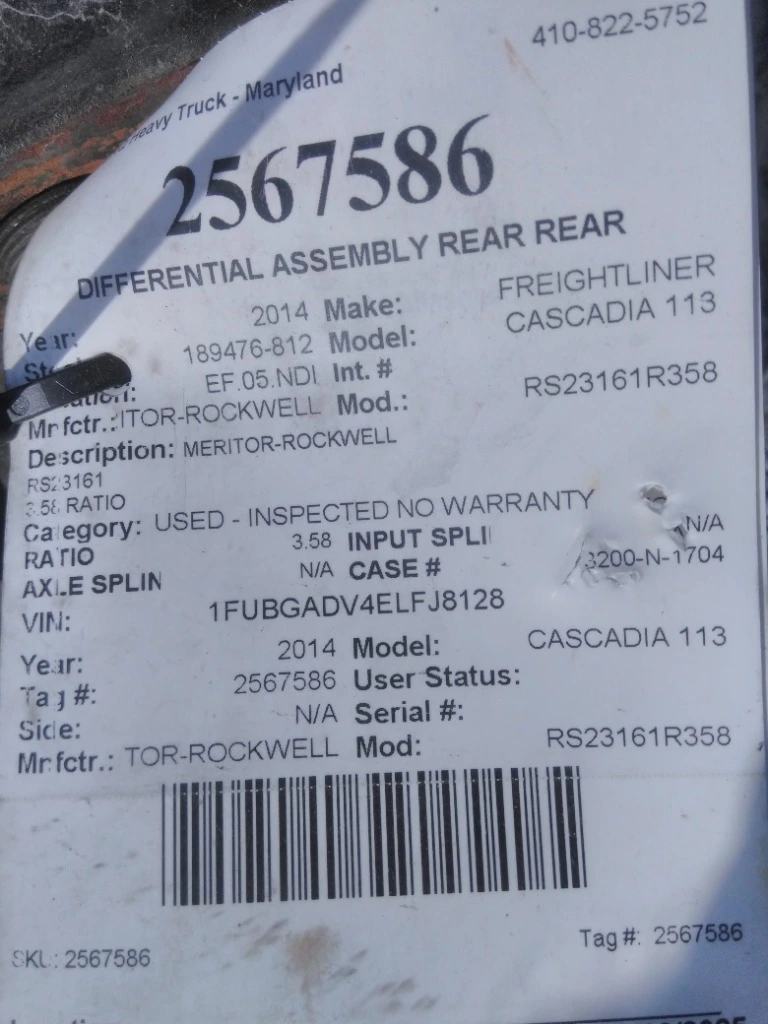 410-822-5752
Heavy Truck - Maryland
2567586
DIFFERENTIAL ASSEMBLY REAR REAR
Year: 2014 Make: FREIGHTLINER
189476-812 Model: CASCADIA 113
EF.05.NDI Int. #
Mnfctr.: ITOR-ROCKWELL Mod.: RS23161R358
Description: MERITOR-ROCKWELL
RS23161
3.58 RATIO
Category: USED - INSPECTED NO WARRANTY
RATIO 3.58 INPUT SPLI N/A
AXLE SPLIN N/A CASE # 3200-N-1704
VIN: 1FUBGADV4ELFJ8128
Year: 2014 Model: CASCADIA 113
Tag #: 2567586 User Status:
Side: N/A Serial #:
Mnfctr.: TOR-ROCKWELL Mod: RS23161R358
SKU: 2567586 Tag #: 2567586